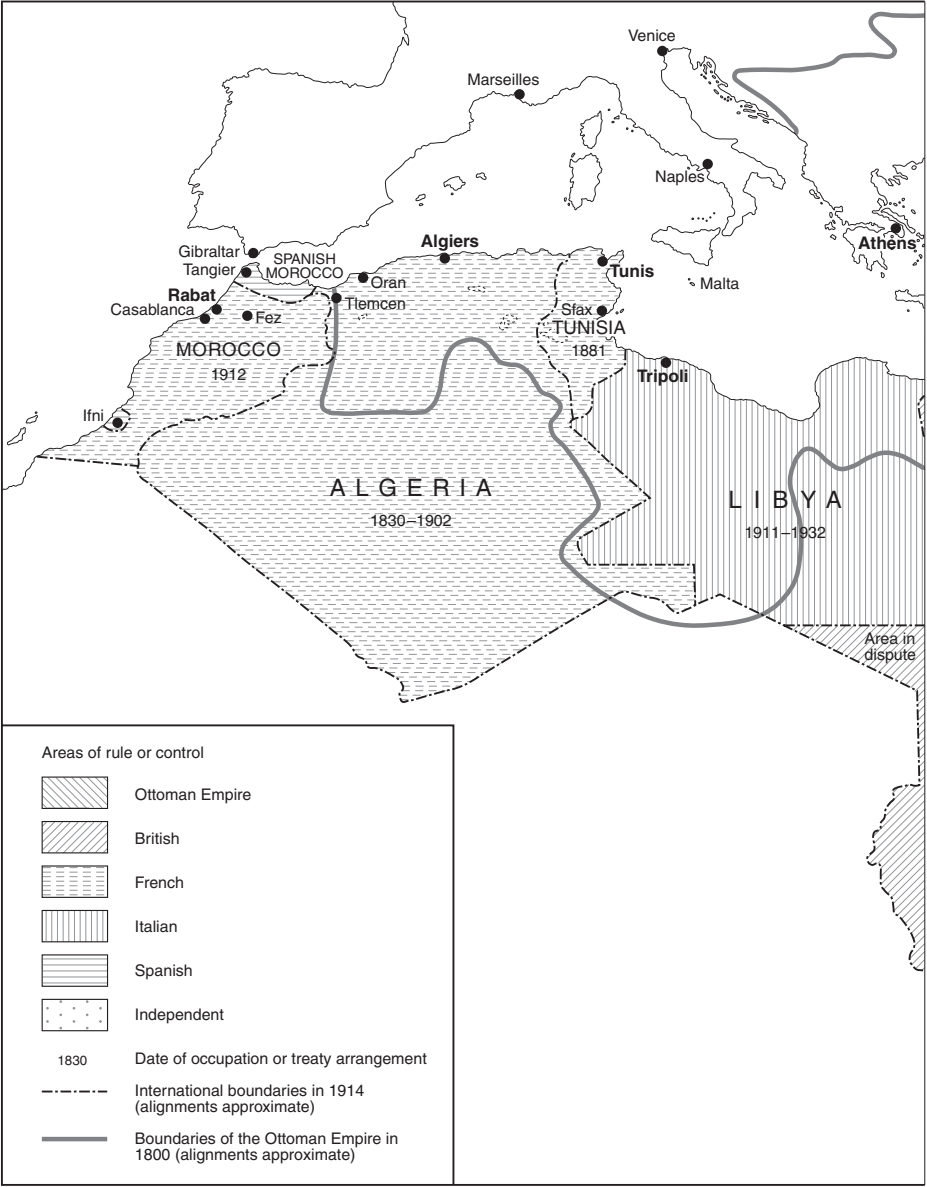 Venice
Marseilles
Naples
Athens
Gibraltar
Tangier
SPANISH
MOROCCO
Algiers
Oran
Tunis
Malta
Rabat
Casablanca
Fez
Tlemcen
Sfax
TUNISIA
1881
MOROCCO
1912
Tripoli
Ifni
ALGERIA
1830–1902
LIBYA
1911–1932
Area in
dispute
Areas of rule or control
Ottoman Empire
British
French
Italian
Spanish
Independent
1830 Date of occupation or treaty arrangement
International boundaries in 1914
(alignments approximate)
Boundaries of the Ottoman Empire in
1800 (alignments approximate)